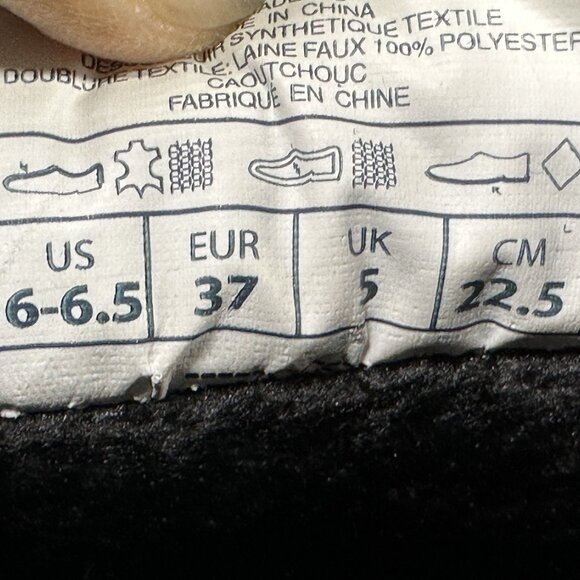 IN CHINA
SYNTHETIQUE TEXTILE
DOUBLURE TEXTILE: LAINE FAUX 100% POLYESTER
CAOUTCHOUC
FABRIQUÉ EN CHINE
US EUR UK CM
6-6.5 37 5 22.5